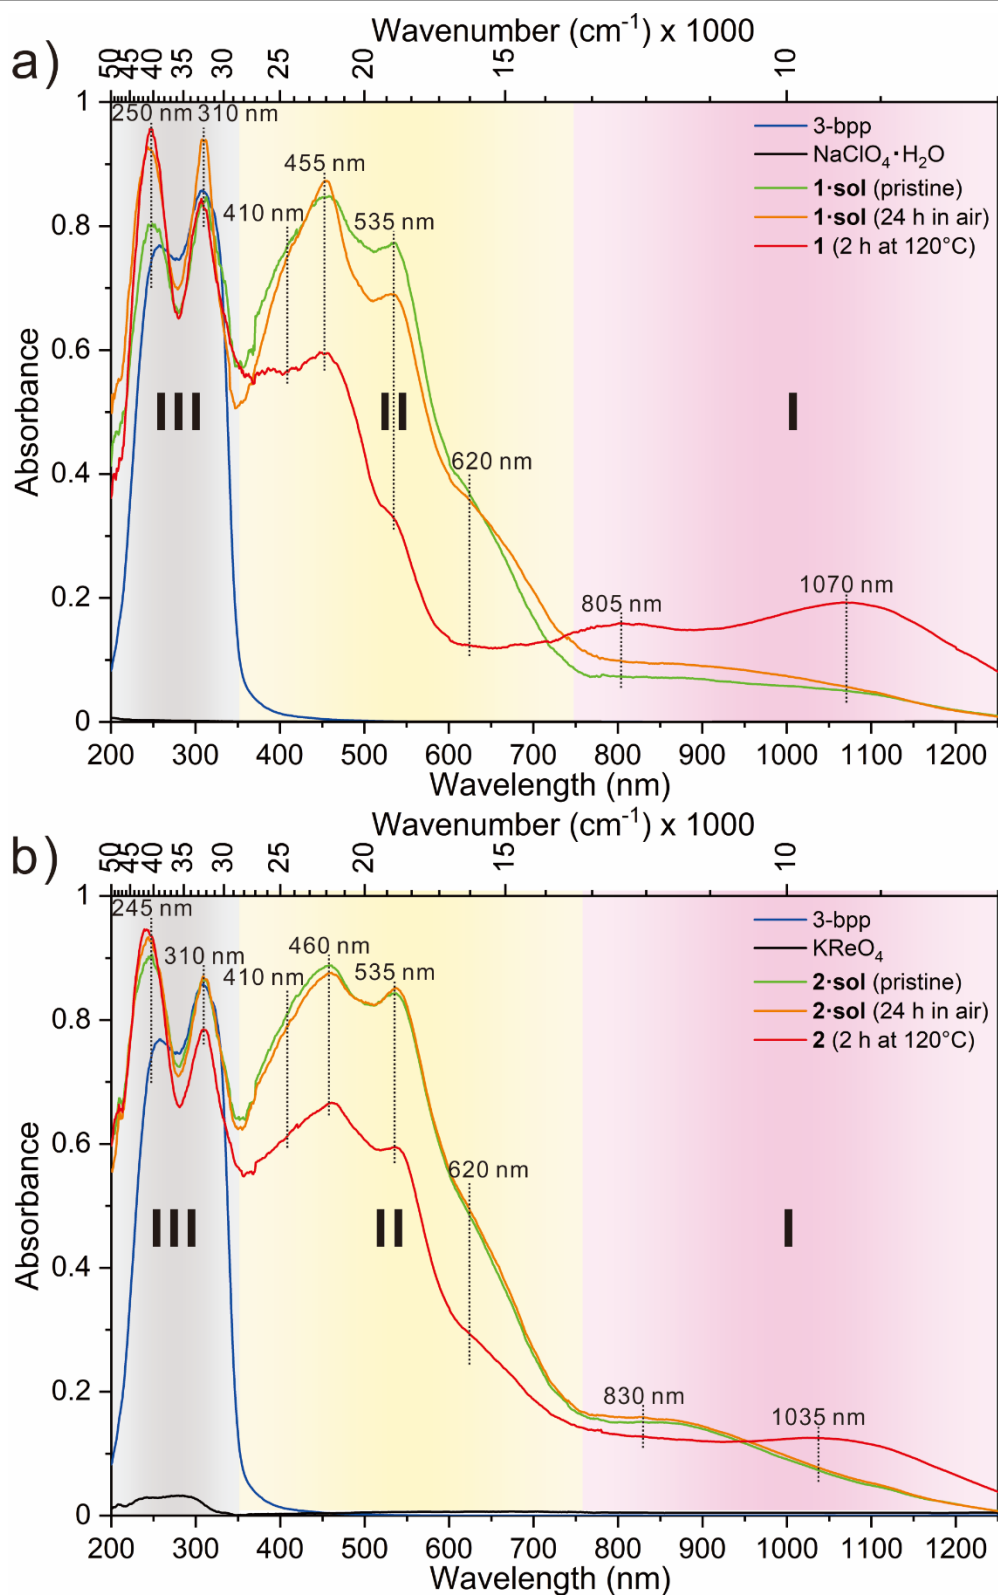 a)
Wavenumber (cm⁻¹) x 1000
50 45 40 35 30 25 20 15 10
250 nm 310 nm
455 nm
410 nm
535 nm
620 nm
805 nm
1070 nm
3-bpp
NaClO₄·H₂O
1·sol (pristine)
1·sol (24 h in air)
1 (2 h at 120°C)
III II I
Absorbance
1
0.8
0.6
0.4
0.2
0
200 300 400 500 600 700 800 900 1000 1100 1200
Wavelength (nm)
b)
Wavenumber (cm⁻¹) x 1000
50 45 40 35 30 25 20 15 10
245 nm
310 nm
460 nm
410 nm
535 nm
620 nm
830 nm
1035 nm
3-bpp
KReO₄
2·sol (pristine)
2·sol (24 h in air)
2 (2 h at 120°C)
III II I
Absorbance
1
0.8
0.6
0.4
0.2
0
200 300 400 500 600 700 800 900 1000 1100 1200
Wavelength (nm)